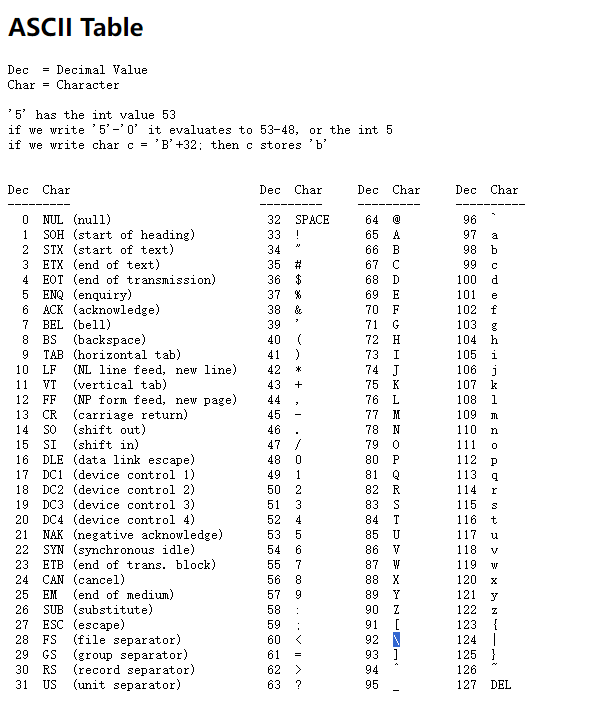 ASCII Table
Dec  = Decimal Value
Char = Character
'5' has the int value 53
if we write '5'-'0' it evaluates to 53-48, or the int 5
if we write char c = 'B'+32; then c stores 'b'
Dec  Char                           Dec  Char     Dec  Char     Dec  Char
---------                           ---------     ---------     ----------
  0  NUL (null)                      32  SPACE     64  @         96  `
  1  SOH (start of heading)          33  !         65  A         97  a
  2  STX (start of text)             34  "         66  B         98  b
  3  ETX (end of text)               35  #         67  C         99  c
  4  EOT (end of transmission)       36  $         68  D        100  d
  5  ENQ (enquiry)                   37  %         69  E        101  e
  6  ACK (acknowledge)               38  &         70  F        102  f
  7  BEL (bell)                      39  '         71  G        103  g
  8  BS  (backspace)                 40  (         72  H        104  h
  9  TAB (horizontal tab)            41  )         73  I        105  i
 10  LF  (NL line feed, new line)    42  *         74  J        106  j
 11  VT  (vertical tab)              43  +         75  K        107  k
 12  FF  (NP form feed, new page)    44  ,         76  L        108  l
 13  CR  (carriage return)           45  -         77  M        109  m
 14  SO  (shift out)                 46  .         78  N        110  n
 15  SI  (shift in)                  47  /         79  O        111  o
 16  DLE (data link escape)          48  0         80  P        112  p
 17  DC1 (device control 1)          49  1         81  Q        113  q
 18  DC2 (device control 2)          50  2         82  R        114  r
 19  DC3 (device control 3)          51  3         83  S        115  s
 20  DC4 (device control 4)          52  4         84  T        116  t
 21  NAK (negative acknowledge)      53  5         85  U        117  u
 22  SYN (synchronous idle)          54  6         86  V        118  v
 23  ETB (end of trans. block)       55  7         87  W        119  w
 24  CAN (cancel)                    56  8         88  X        120  x
 25  EM  (end of medium)             57  9         89  Y        121  y
 26  SUB (substitute)                58  :         90  Z        122  z
 27  ESC (escape)                    59  ;         91  [        123  {
 28  FS  (file separator)            60  <         92  \        124  |
 29  GS  (group separator)           61  =         93  ]        125  }
 30  RS  (record separator)          62  >         94  ^        126  ~
 31  US  (unit separator)            63  ?         95  _        127  DEL